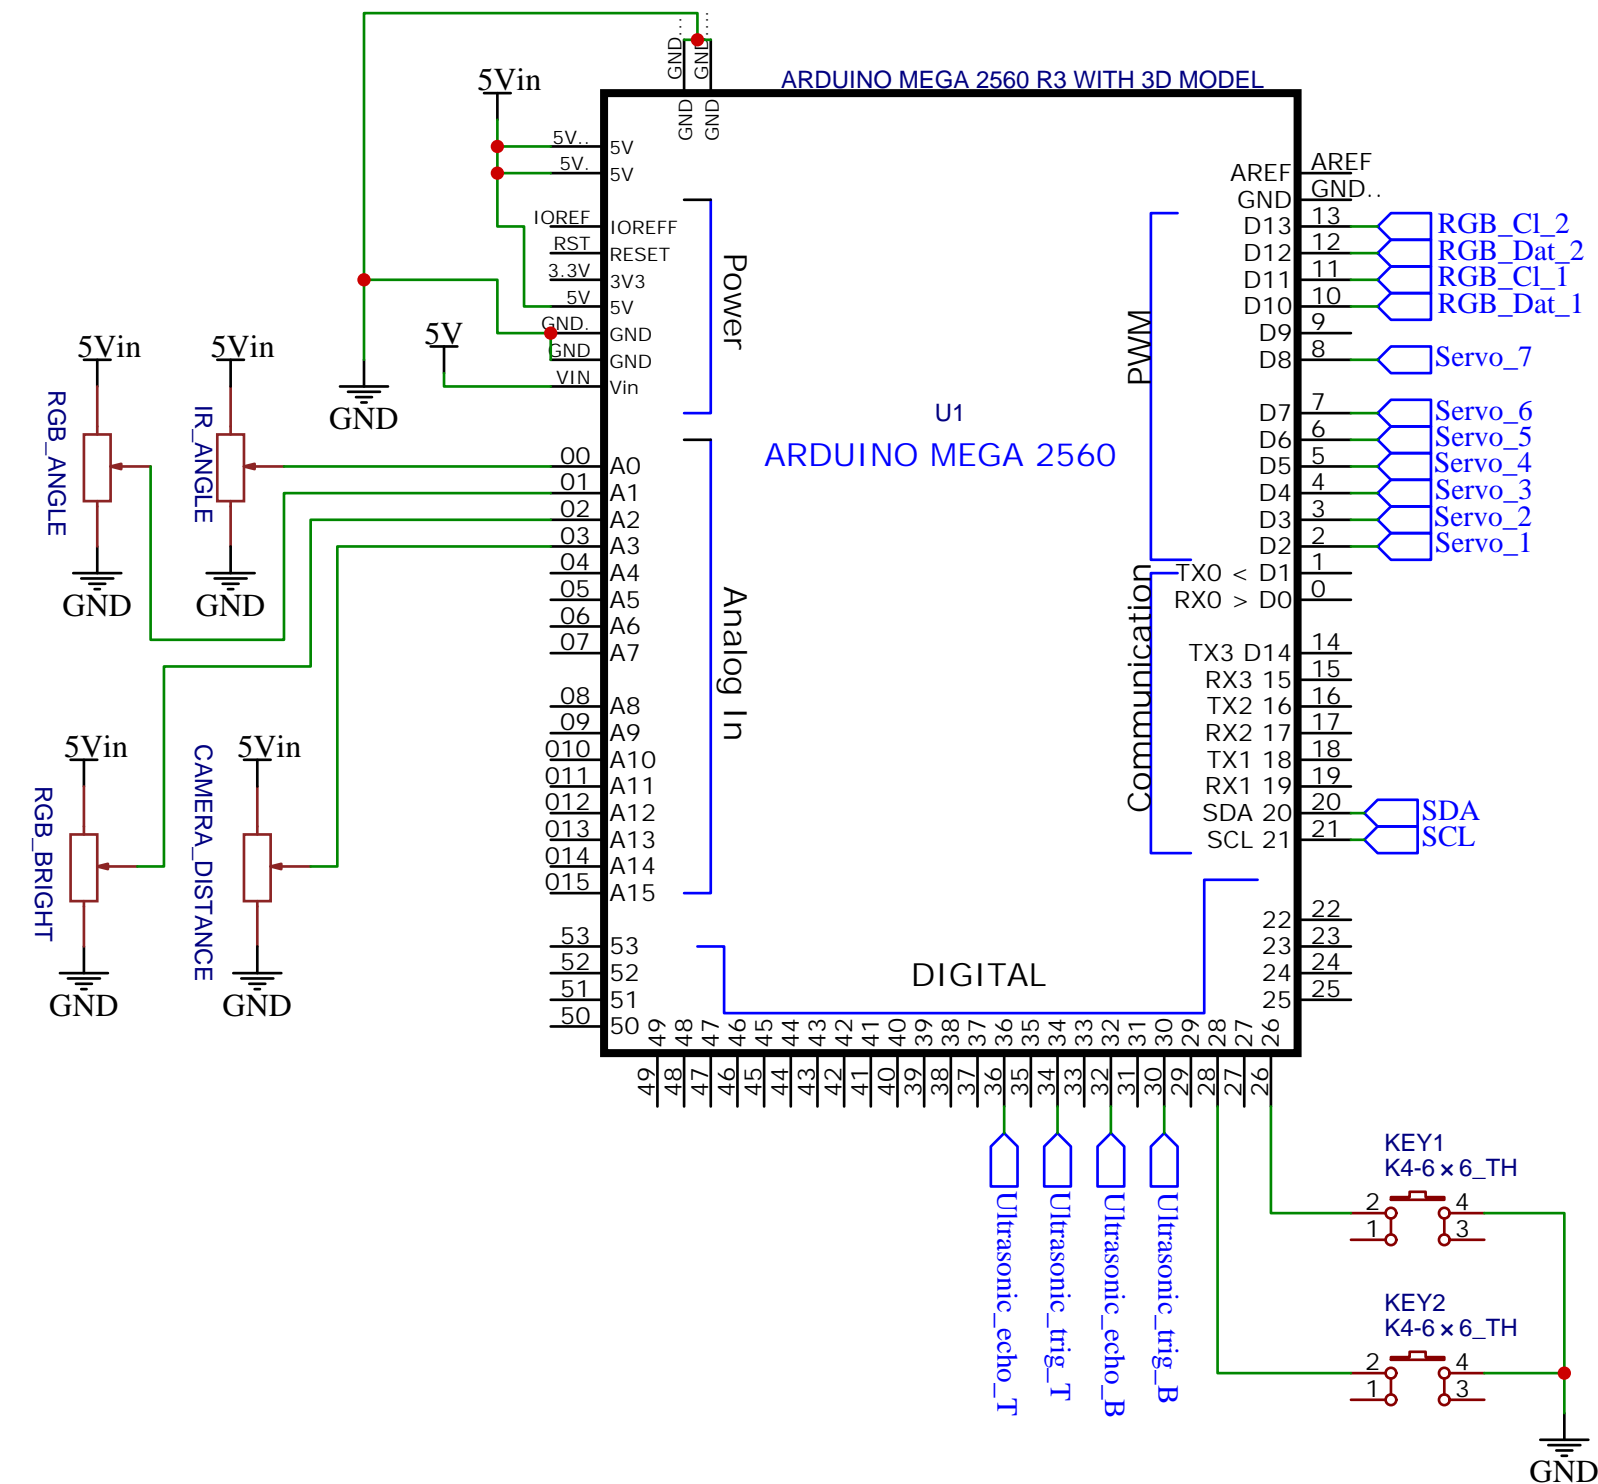 ARDUINO MEGA 2560 R3 WITH 3D MODEL
GND..
GND...
GND
GND
5Vin
5V..
5V
5V.
5V
IOREF
IOREFF
RST
RESET
3.3V
3V3
5V
5V
GND.
GND
GND
GND
VIN
Vin
5V
GND
Power
5Vin
RGB_ANGLE
GND
5Vin
IR_ANGLE
GND
5Vin
RGB_BRIGHT
GND
5Vin
CAMERA_DISTANCE
GND
U1
ARDUINO MEGA 2560
00 A0
01 A1
02 A2
03 A3
04 A4
05 A5
06 A6
07 A7
08 A8
09 A9
010 A10
011 A11
012 A12
013 A13
014 A14
015 A15
Analog In
53 53
52 52
51 51
50 50
AREF AREF
GND GND..
D13 13 RGB_Cl_2
D12 12 RGB_Dat_2
D11 11 RGB_Cl_1
D10 10 RGB_Dat_1
D9 9
D8 8 Servo_7
D7 7 Servo_6
D6 6 Servo_5
D5 5 Servo_4
D4 4 Servo_3
D3 3 Servo_2
D2 2 Servo_1
PWM
TX0 < D1 1
RX0 > D0 0
TX3 D14 14
RX3 15 15
TX2 16 16
RX2 17 17
TX1 18 18
RX1 19 19
SDA 20 20 SDA
SCL 21 21 SCL
Communication
22 22
23 23
24 24
25 25
DIGITAL
49 48 47 46 45 44 43 42 41 40 39 38 37 36 35 34 33 32 31 30 29 28 27 26
49 48 47 46 45 44 43 42 41 40 39 38 37 36 35 34 33 32 31 30 29 28 27 26
Ultrasonic_echo_T
Ultrasonic_trig_T
Ultrasonic_echo_B
Ultrasonic_trig_B
KEY1
K4-6×6_TH
2 4
1 3
KEY2
K4-6×6_TH
2 4
1 3
GND